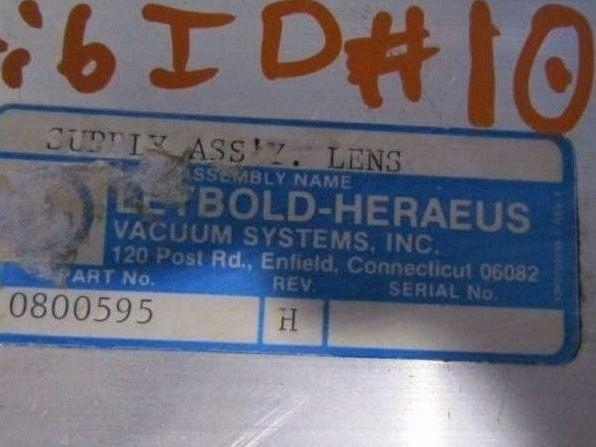 :6 ID#10
SUPPLY ASS'Y. LENS
ASSEMBLY NAME
LEYBOLD-HERAEUS
VACUUM SYSTEMS, INC.
120 Post Rd., Enfield, Connecticut 06082
PART No. REV. SERIAL No.
0800595 H